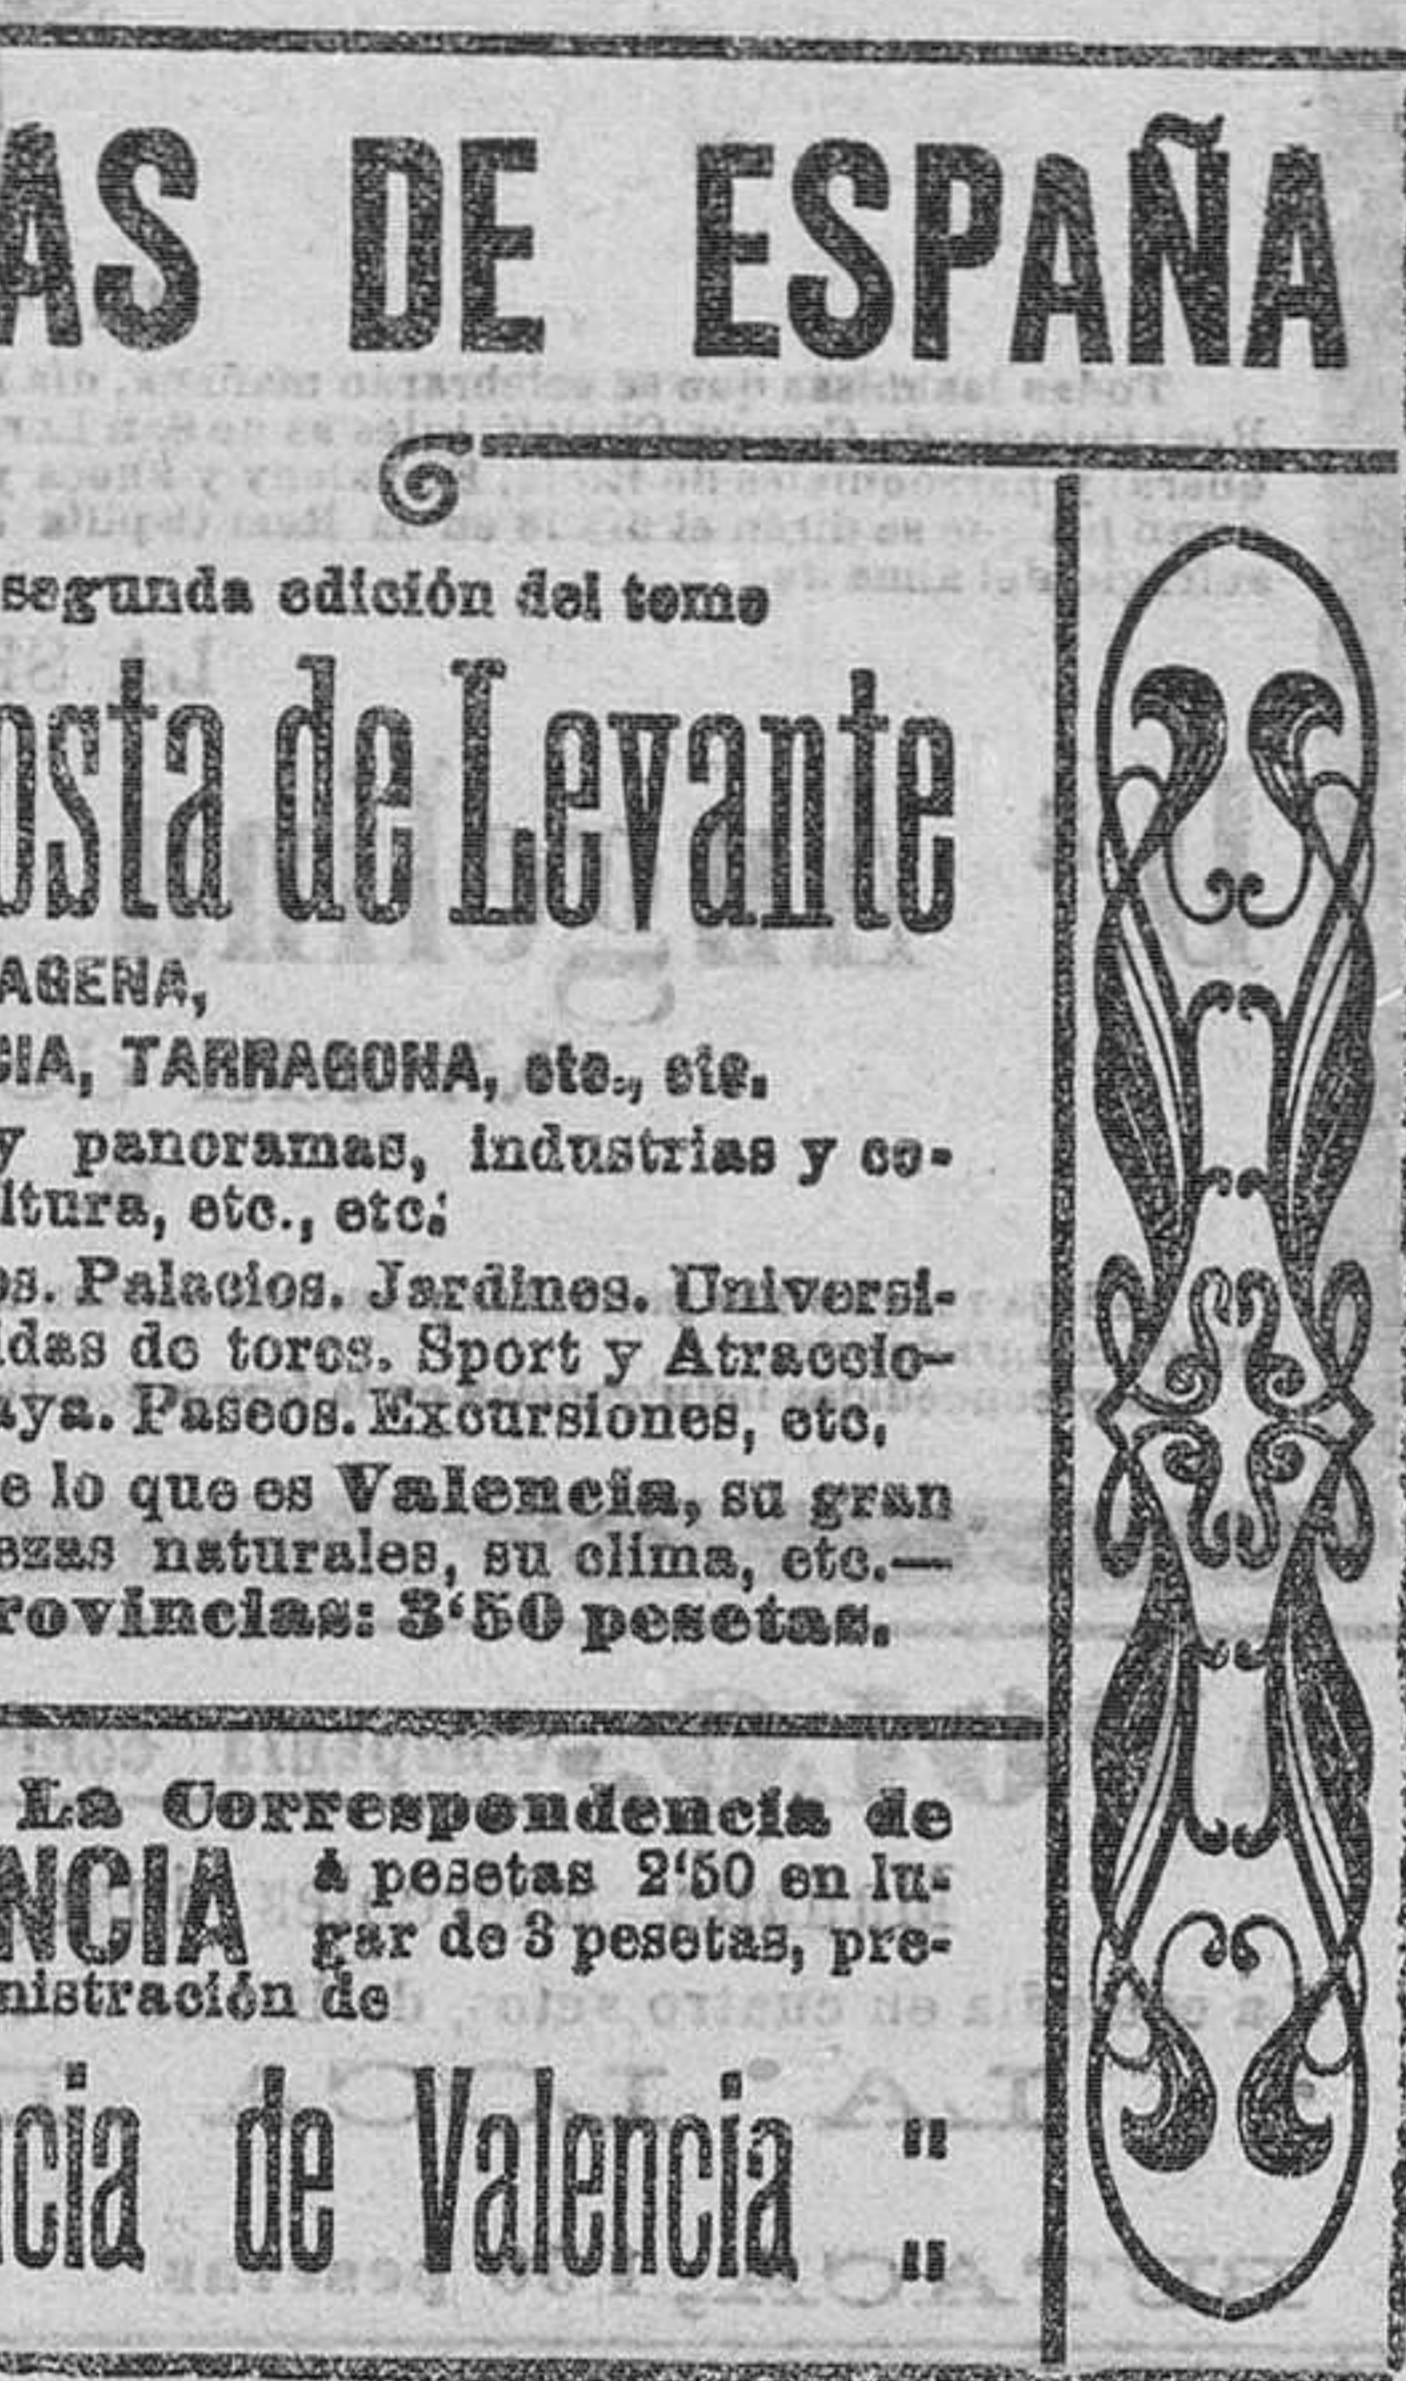 AS DE ESPAÑA
segunda edición del tomo
osta de Levante
AGENA,
CIA, TARRAGONA, etc., etc.
y panoramas, industrias y co-
ltura, etc., etc.
os. Palacios. Jardines. Universi-
idas de toros. Sport y Atraccio-
aya. Paseos. Excursiones, etc.
e lo que es Valencia, su gran
ezas naturales, su clima, etc.—
rovincias: 3‘50 pesetas.
La Correspondencia de
NCIA á pesetas 2‘50 en lu-
gar de 3 pesetas, pre-
nistración de
ncia de Valencia ::